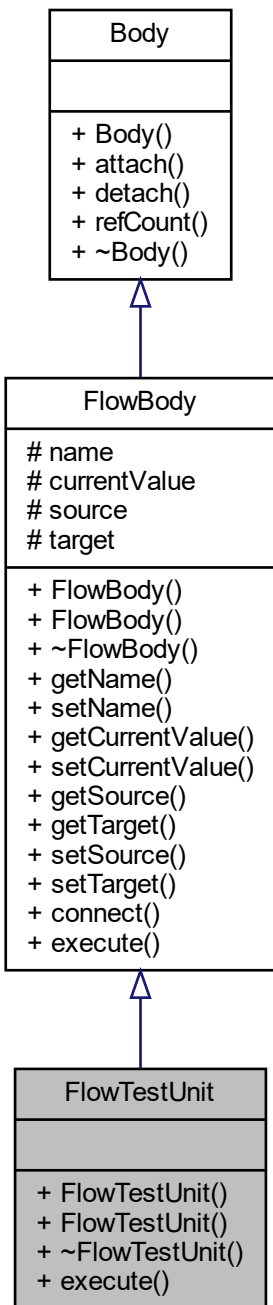 Body
+ Body()
+ attach()
+ detach()
+ refCount()
+ ~Body()
FlowBody
# name
# currentValue
# source
# target
+ FlowBody()
+ FlowBody()
+ ~FlowBody()
+ getName()
+ setName()
+ getCurrentValue()
+ setCurrentValue()
+ getSource()
+ getTarget()
+ setSource()
+ setTarget()
+ connect()
+ execute()
FlowTestUnit
+ FlowTestUnit()
+ FlowTestUnit()
+ ~FlowTestUnit()
+ execute()